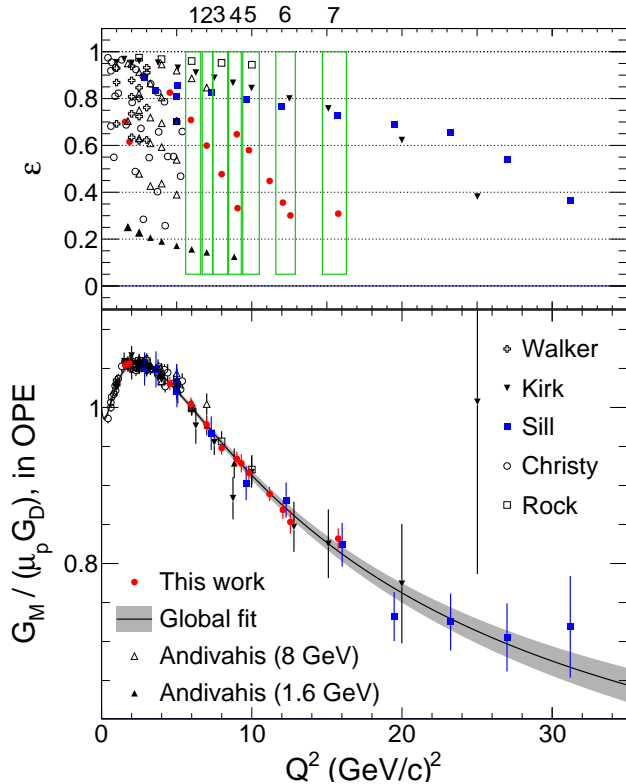 1 2 3 4 5 6 7
1
0.8
0.6
0.4
0.2
0
ε
1
0.8
G_M / (μ_p G_D), in OPE
Walker
Kirk
Sill
Christy
Rock
This work
Global fit
Andivahis (8 GeV)
Andivahis (1.6 GeV)
0 10 20 30
Q² (GeV/c)²